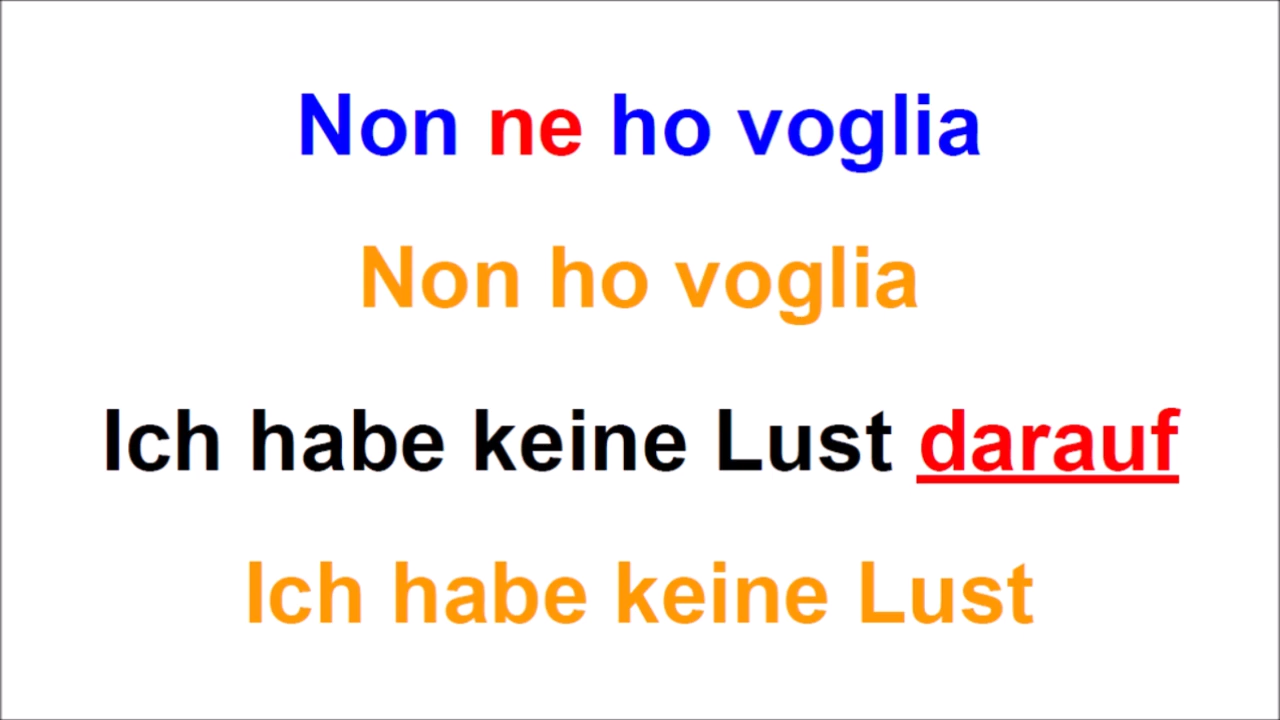 Non ne ho voglia
Non ho voglia
Ich habe keine Lust darauf
Ich habe keine Lust